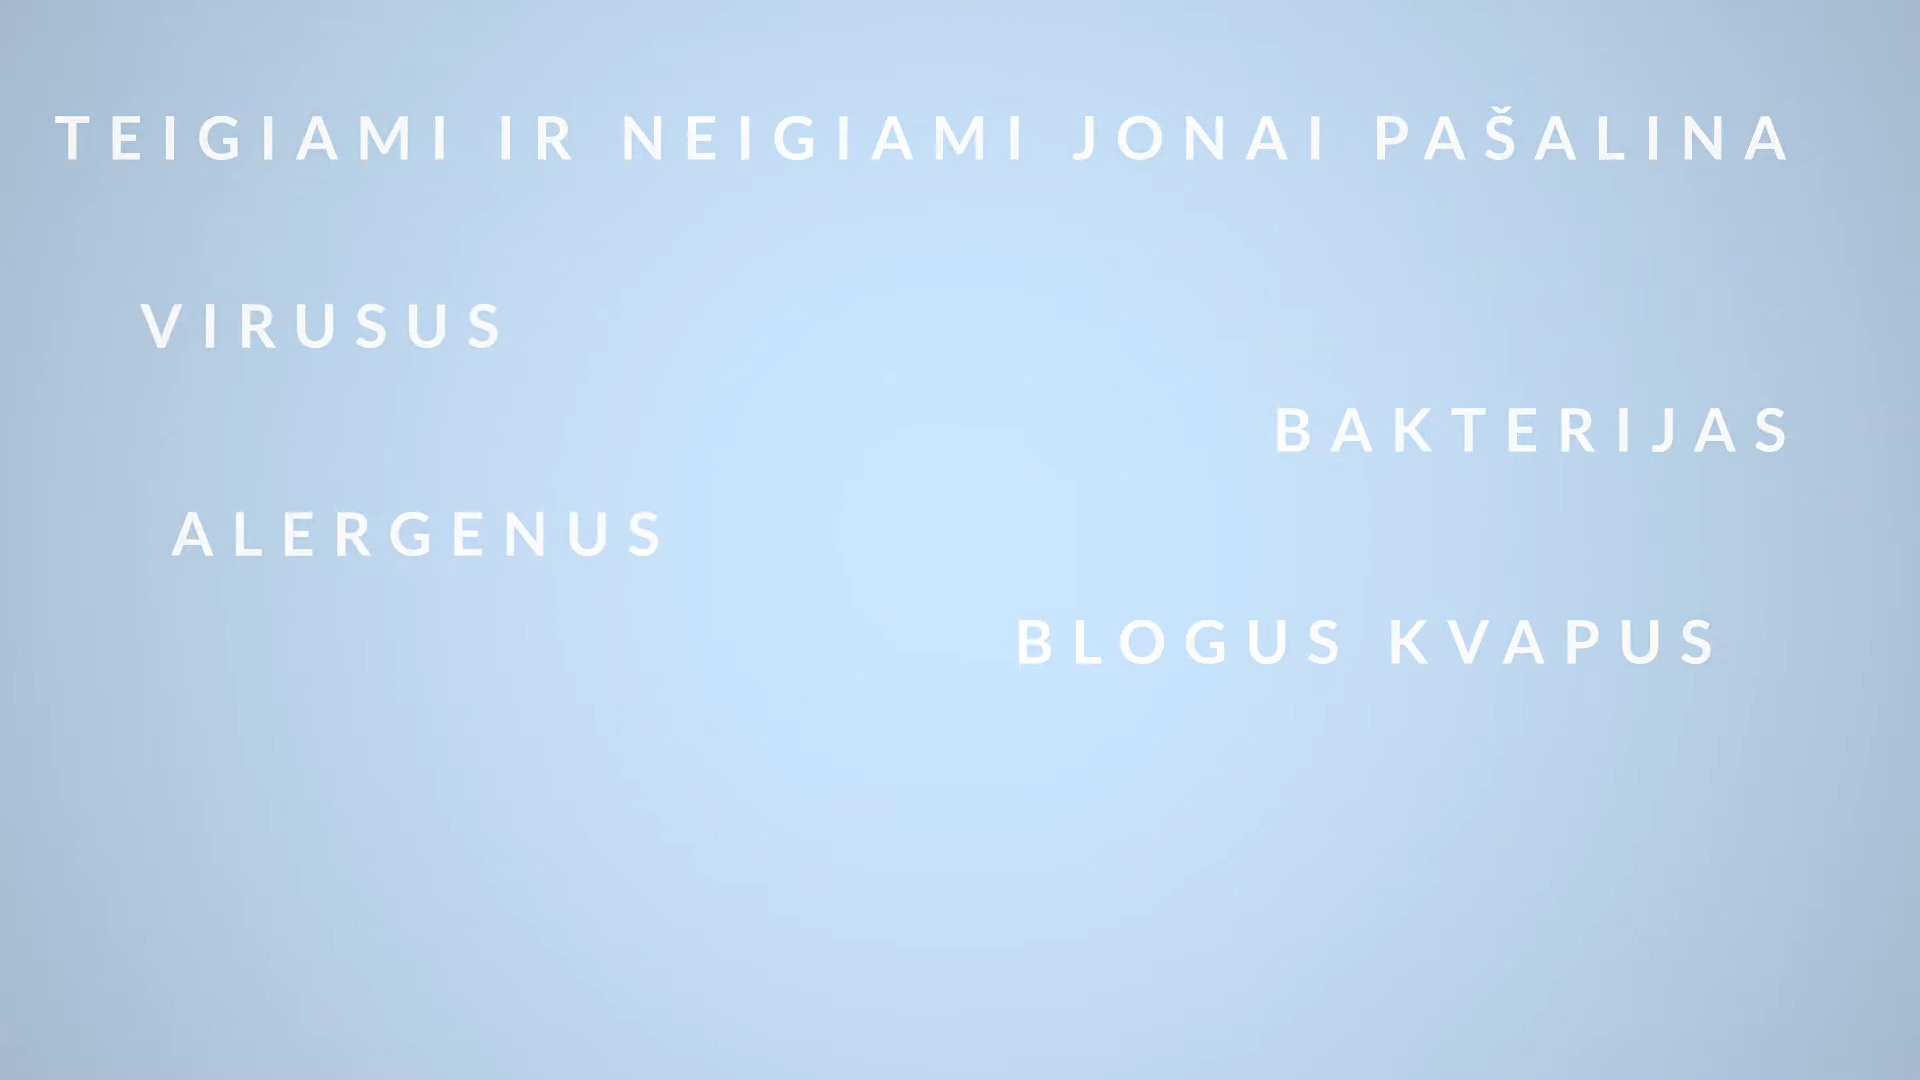 TEIGIAMI IR NEIGIAMI JONAI PAŠALINA
VIRUSUS
BAKTERIJAS
ALERGENUS
BLOGUS KVAPUS